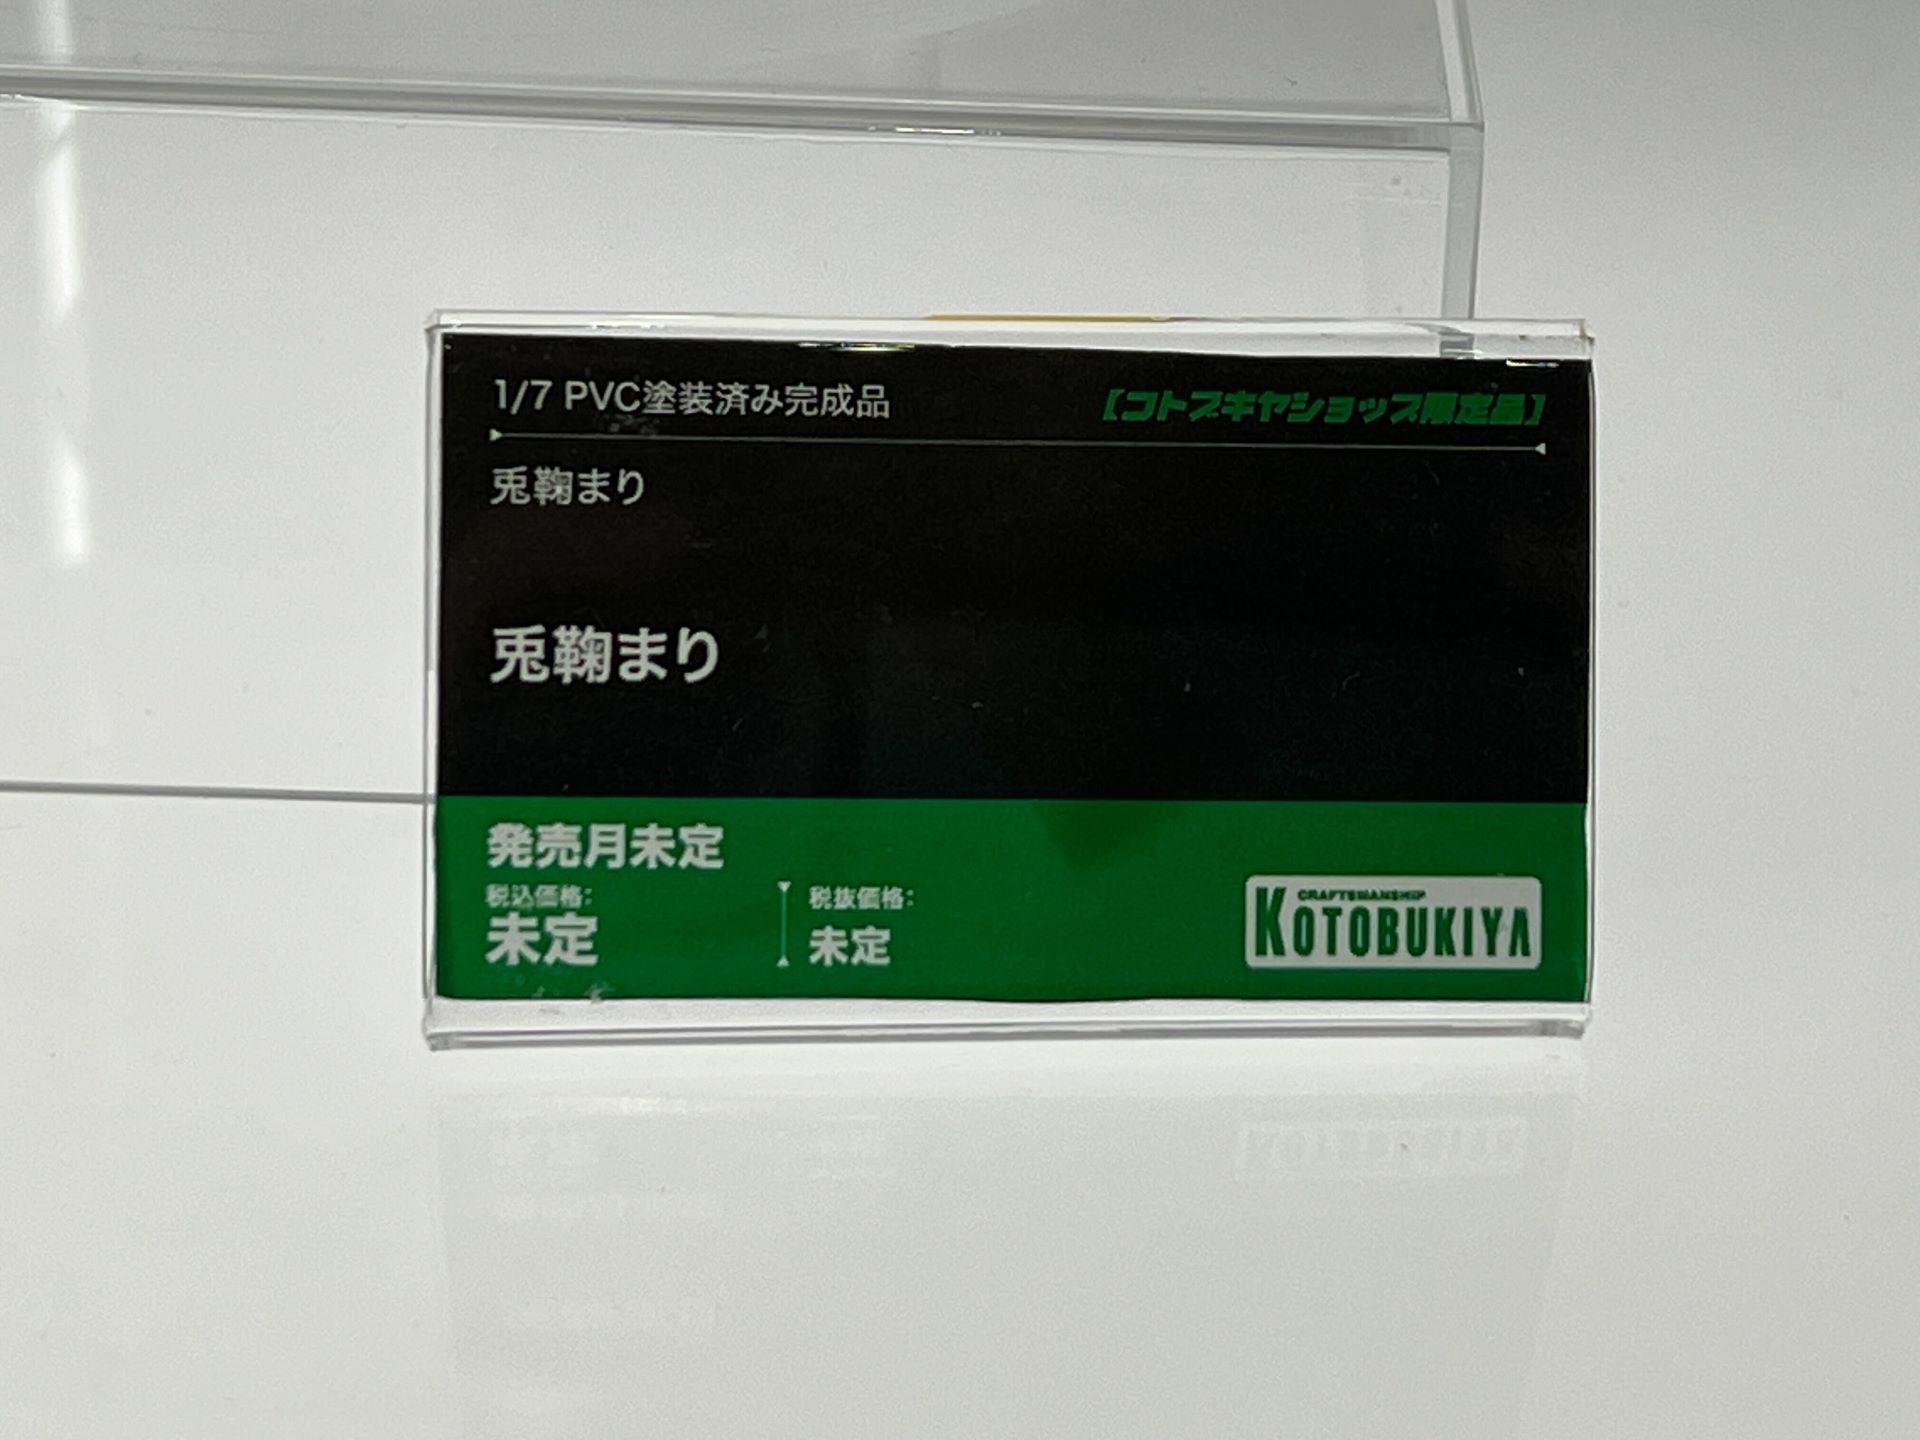 1/7 PVC塗装済み完成品
【コトブキヤショップ限定品】
兎鞠まり
兎鞠まり
発売月未定
税込価格:
未定
税抜価格:
未定
CRAFTSMANSHIP
KOTOBUKIYA